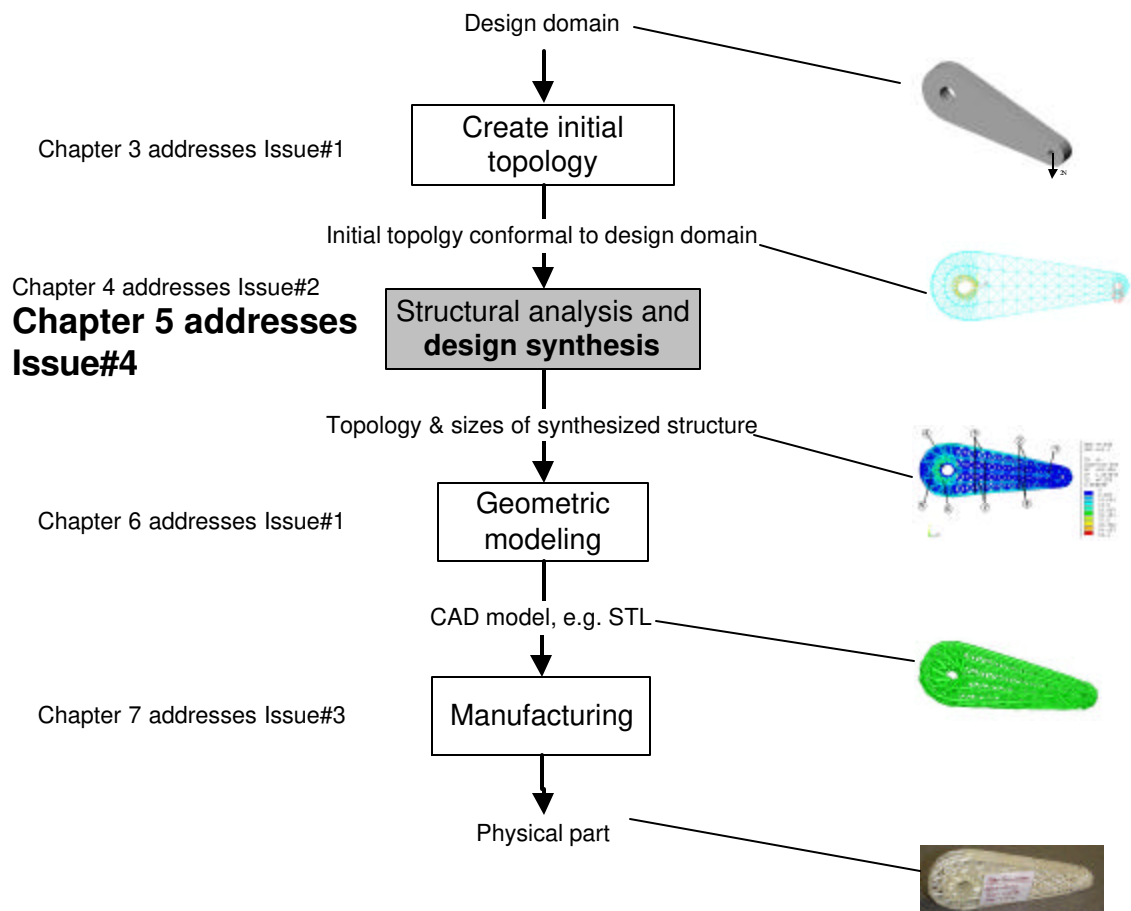 Design domain
Chapter 3 addresses Issue#1
Create initial
topology
2N
Initial topolgy conformal to design domain
Chapter 4 addresses Issue#2
Chapter 5 addresses
Issue#4
Structural analysis and
design synthesis
Topology & sizes of synthesized structure
Chapter 6 addresses Issue#1
Geometric
modeling
CAD model, e.g. STL
Chapter 7 addresses Issue#3
Manufacturing
Physical part